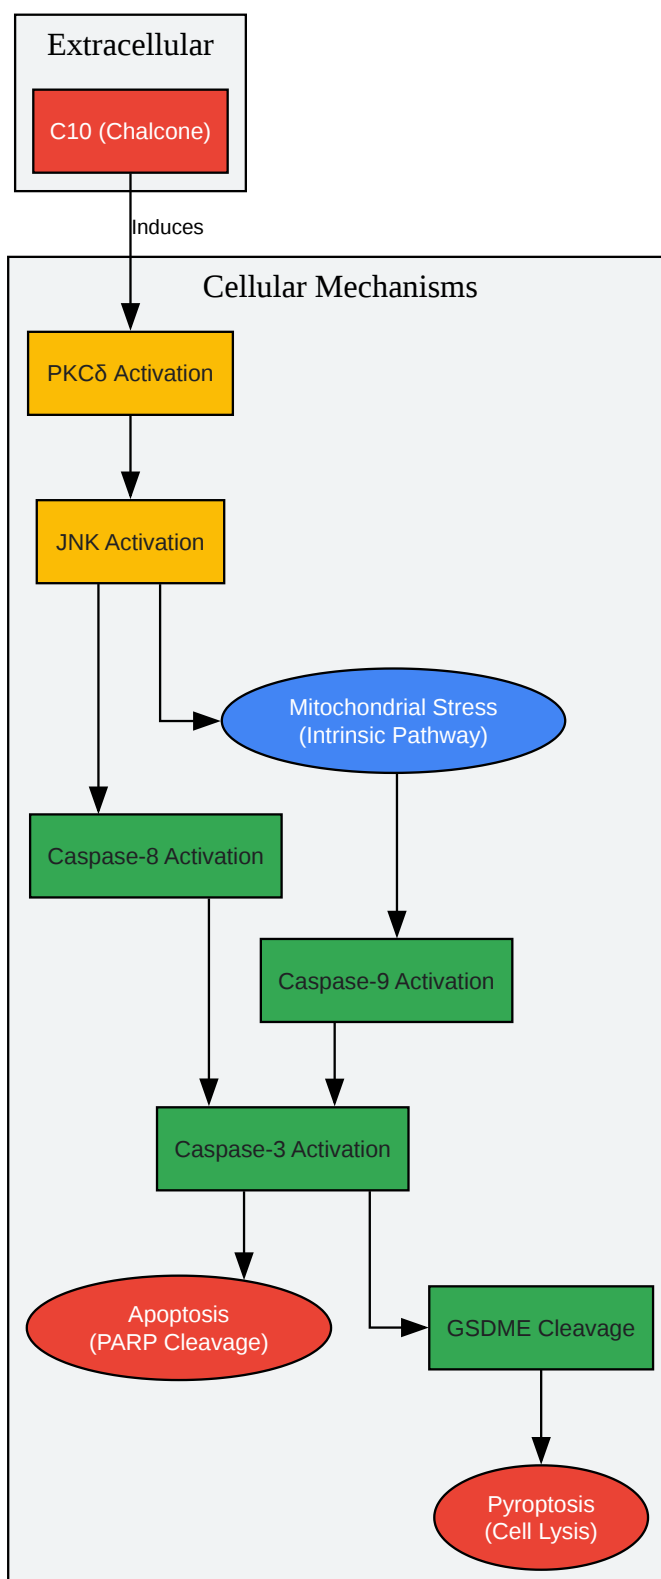 Extracellular
C10 (Chalcone)
Induces
Cellular Mechanisms
PKCδ Activation
JNK Activation
Mitochondrial Stress
(Intrinsic Pathway)
Caspase-8 Activation
Caspase-9 Activation
Caspase-3 Activation
Apoptosis
(PARP Cleavage)
GSDME Cleavage
Pyroptosis
(Cell Lysis)